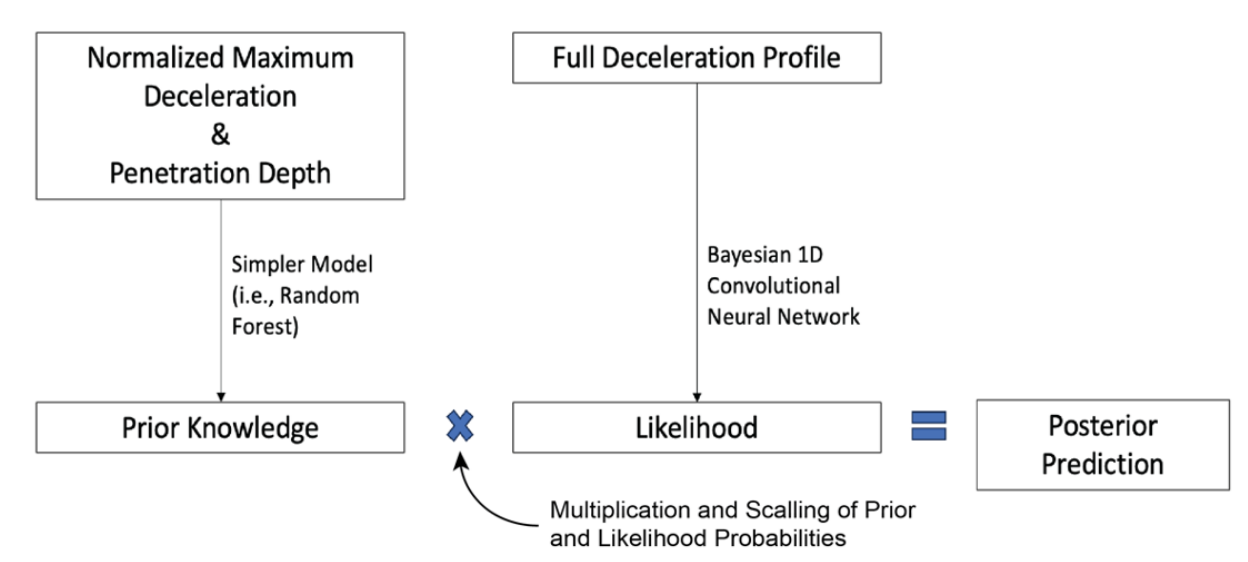 Normalized Maximum
Deceleration
&
Penetration Depth
Full Deceleration Profile
Simpler Model
(i.e., Random
Forest)
Bayesian 1D
Convolutional
Neural Network
Prior Knowledge
Likelihood
Posterior
Prediction
Multiplication and Scalling of Prior
and Likelihood Probabilities